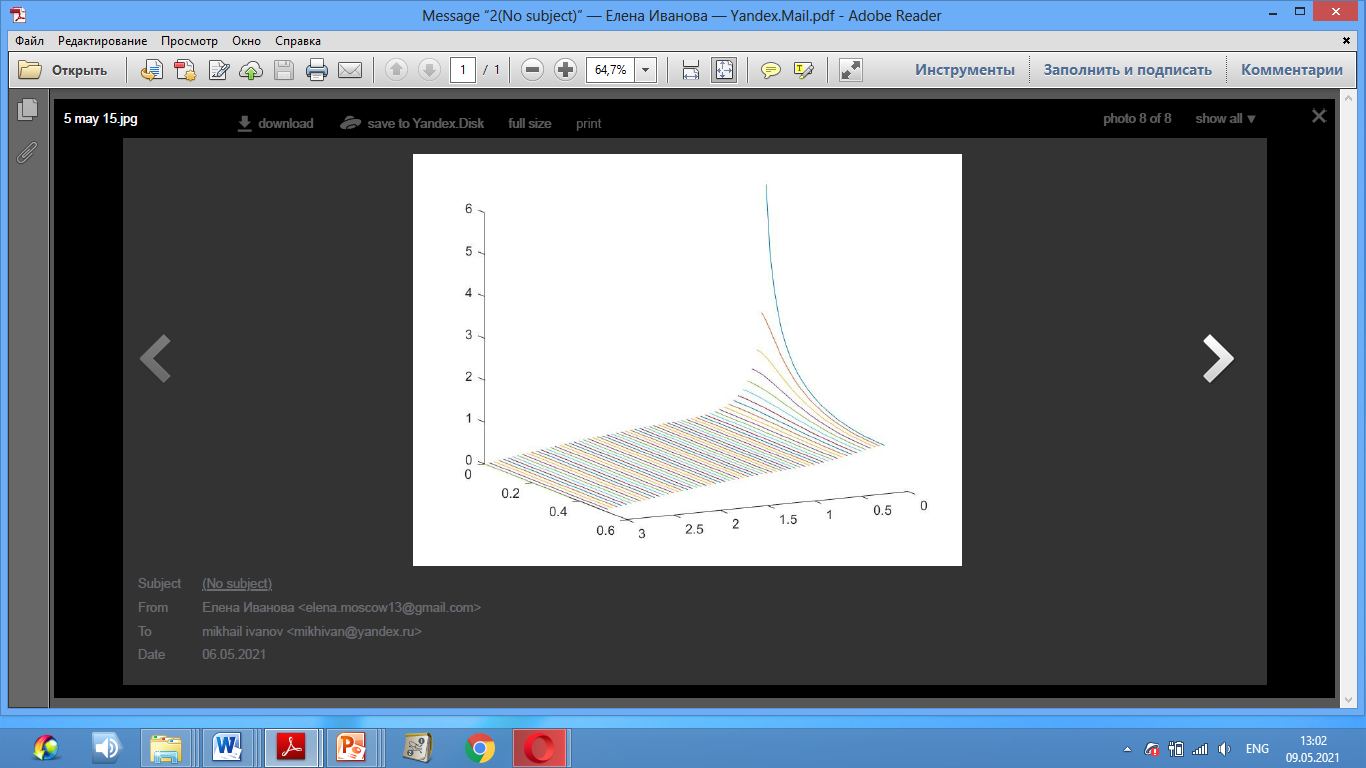 Message “2(No subject)” — Елена Иванова — Yandex.Mail.pdf - Adobe Reader
Файл Редактирование Просмотр Окно Справка
Открыть 1 / 1 64,7% Инструменты Заполнить и подписать Комментарии
5 may 15.jpg download save to Yandex.Disk full size print photo 8 of 8 show all
6
5
4
3
2
1
0
0
0.2
0.4
0.6
3 2.5 2 1.5 1 0.5 0
Subject (No subject)
From Елена Иванова <elena.moscow13@gmail.com>
To mikhail ivanov <mikhivan@yandex.ru>
Date 06.05.2021
ENG 13:02
09.05.2021